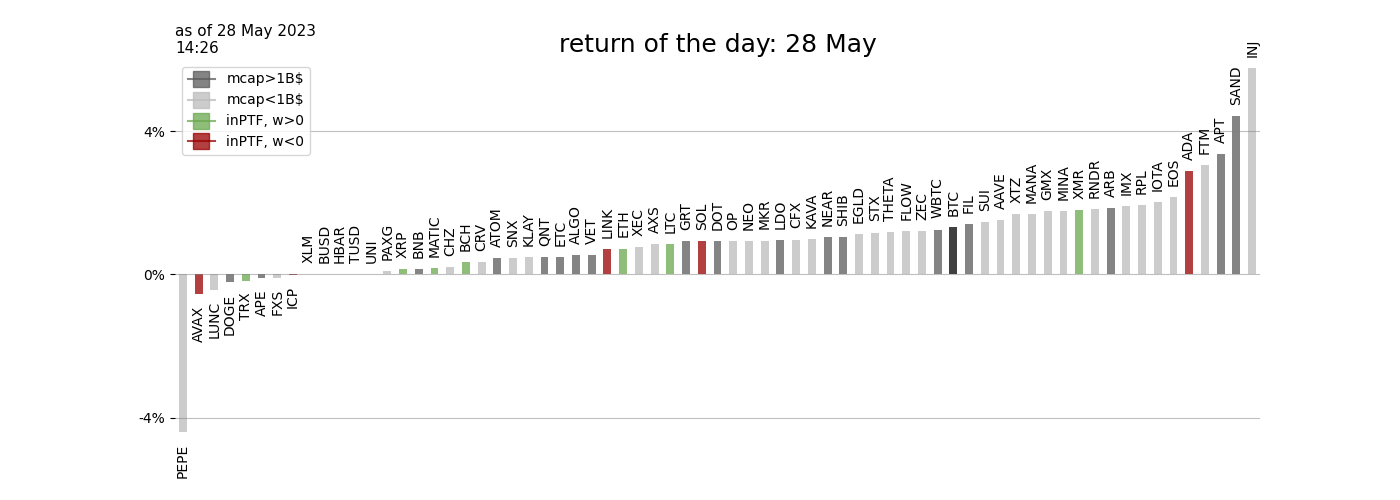 as of 28 May 2023
14:26
return of the day: 28 May
mcap>1B$
mcap<1B$
inPTF, w>0
inPTF, w<0
4%
0%
-4%
PEPE
AVAX
LUNC
DOGE
TRX
APE
FXS
ICP
XLM
BUSD
HBAR
TUSD
UNI
PAXG
XRP
BNB
MATIC
CHZ
BCH
CRV
ATOM
SNX
KLAY
QNT
ETC
ALGO
VET
LINK
ETH
XEC
AXS
LTC
GRT
SOL
DOT
OP
NEO
MKR
LDO
CFX
KAVA
NEAR
SHIB
EGLD
STX
THETA
FLOW
ZEC
WBTC
BTC
FIL
SUI
AAVE
XTZ
MANA
GMX
MINA
XMR
RNDR
ARB
IMX
RPL
IOTA
EOS
ADA
FTM
APT
SAND
INJ